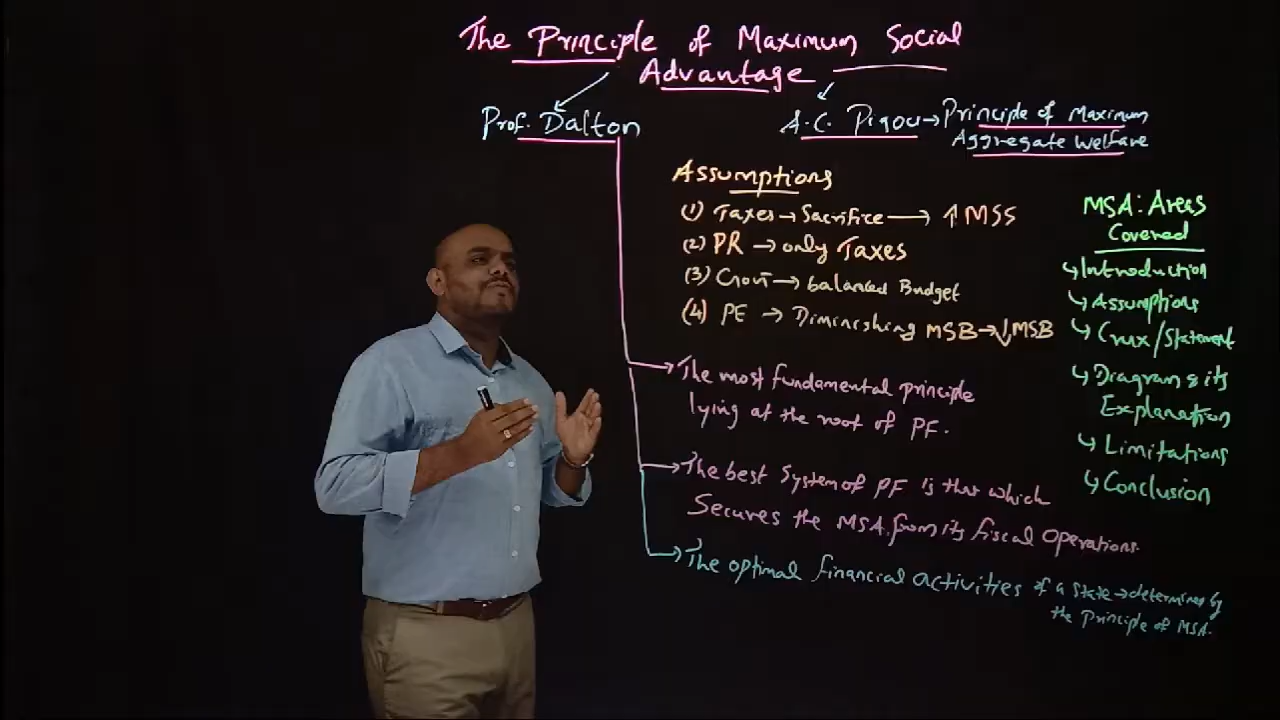 The Principle of Maximum Social
Advantage
Prof. Dalton
A.C. Pigou → Principle of Maximum
Aggregate Welfare
Assumptions
(1) Taxes → Sacrifice → ↑ MSS
(2) PR → only Taxes
(3) Govt → balanced Budget
(4) PE → Diminishing MSB → ↓ MSB
The most fundamental principle
lying at the root of PF.
The best System of PF is that which
Secures the MSA from its fiscal Operations.
The optimal financial activities of a state → determined by
the Principle of MSA.
MSA: Areas
Covered
↳ Introduction
↳ Assumptions
↳ Crux/Statement
↳ Diagram & its
Explanation
↳ Limitations
↳ Conclusion